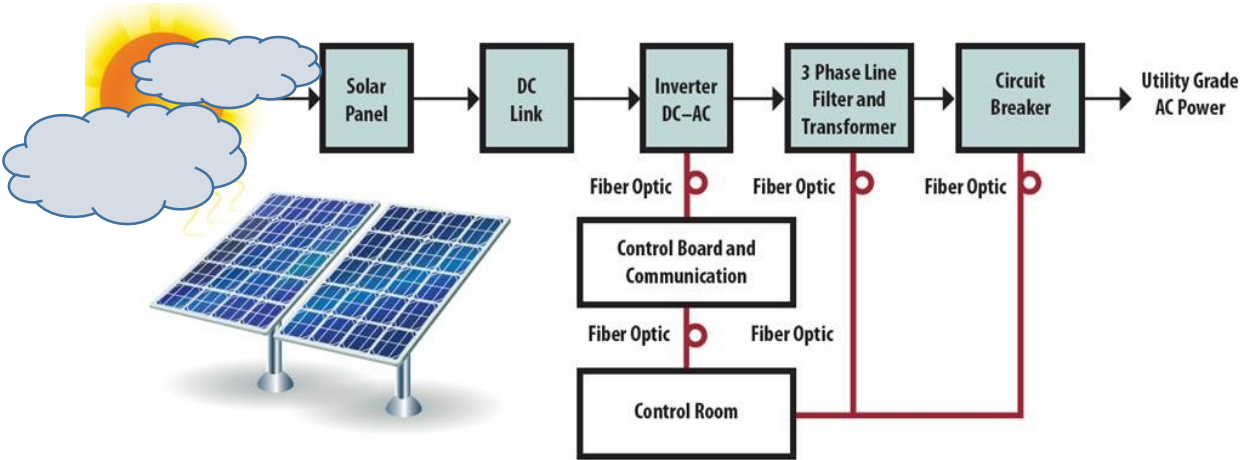 Solar
Panel
DC
Link
Inverter
DC–AC
3 Phase Line
Filter and
Transformer
Circuit
Breaker
Utility Grade
AC Power
Fiber Optic
Fiber Optic
Fiber Optic
Control Board and
Communication
Fiber Optic
Fiber Optic
Control Room